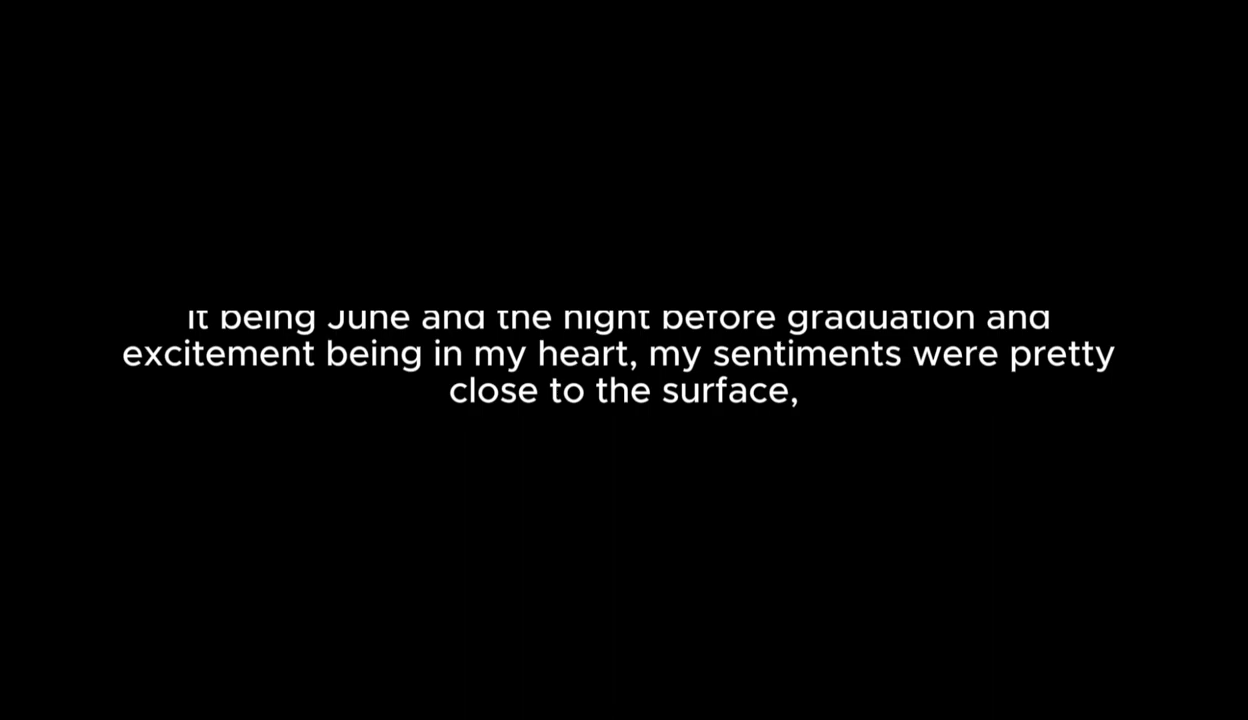 It being June and the night before graduation and
excitement being in my heart, my sentiments were pretty
close to the surface,